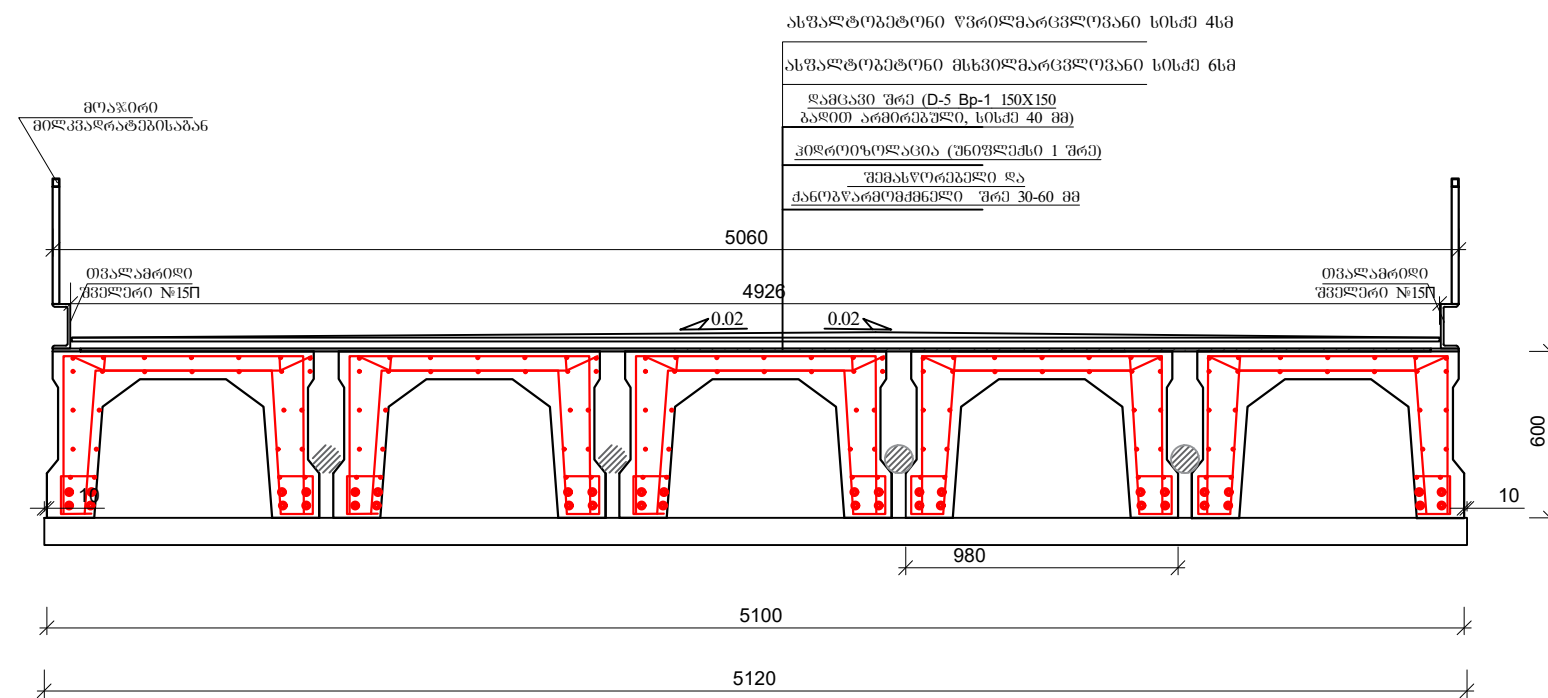 ასფალტობეტონი წვრილმარცვლოვანი სისქე 4სმ
ასფალტობეტონი მსხვილმარცვლოვანი სისქე 6სმ
დამცავი შრე (D-5 Bp-1 150X150
ბადით არმირებული, სისქე 40 მმ)
ჰიდროიზოლაცია (უნიფლექსი 1 შრე)
შემასწორებელი და
ქანობწარმომქმნელი შრე 30-60 მმ
მოაჯირი
მილკვადრატებისაგან
5060
თვალამრიდი
შველერი №15П
4926
თვალამრიდი
შველერი №15П
0.02
0.02
600
10
10
980
5100
5120